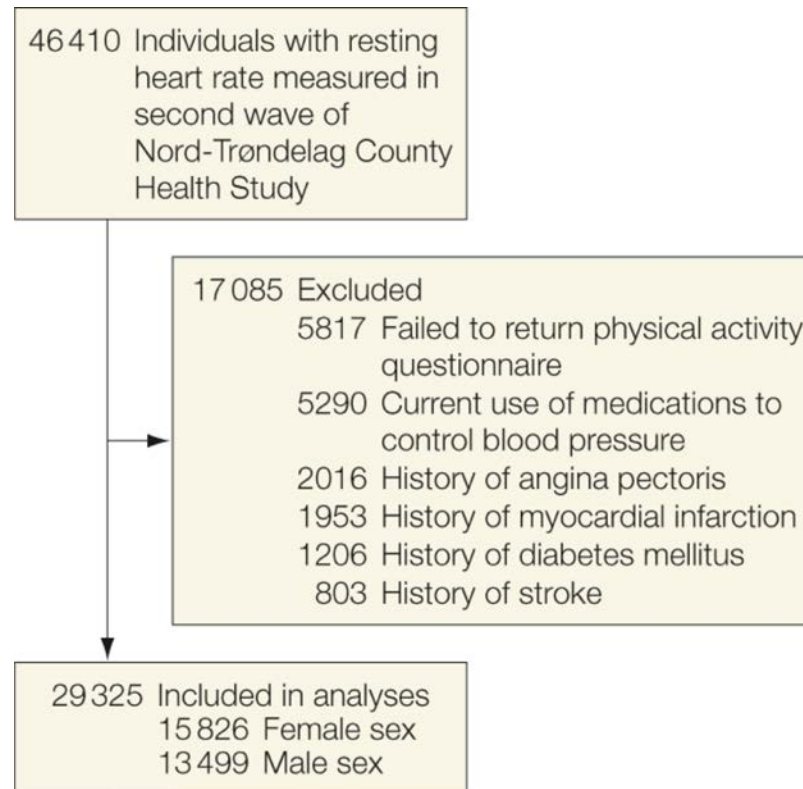 46 410 Individuals with resting
heart rate measured in
second wave of
Nord-Trøndelag County
Health Study
17 085 Excluded
5817 Failed to return physical activity
questionnaire
5290 Current use of medications to
control blood pressure
2016 History of angina pectoris
1953 History of myocardial infarction
1206 History of diabetes mellitus
803 History of stroke
29 325 Included in analyses
15 826 Female sex
13 499 Male sex